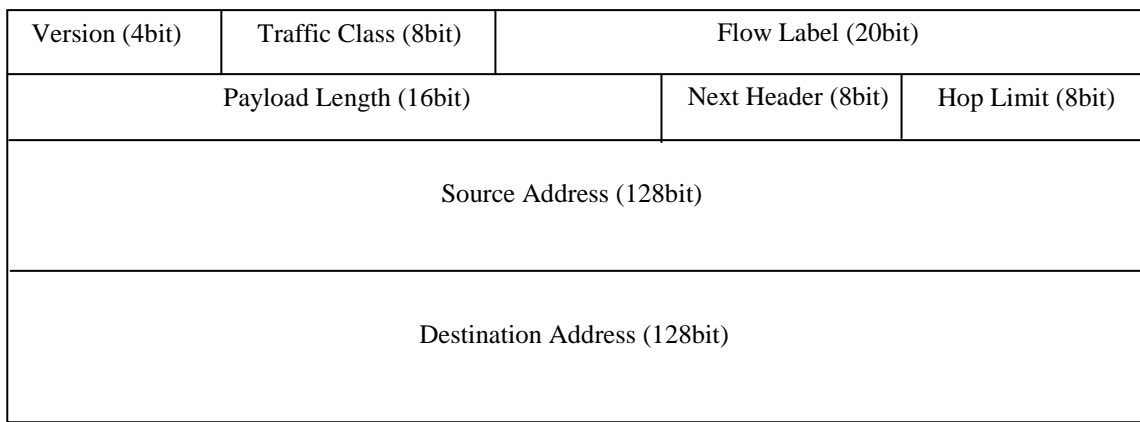 Version (4bit) Traffic Class (8bit) Flow Label (20bit)
Payload Length (16bit) Next Header (8bit) Hop Limit (8bit)
Source Address (128bit)
Destination Address (128bit)